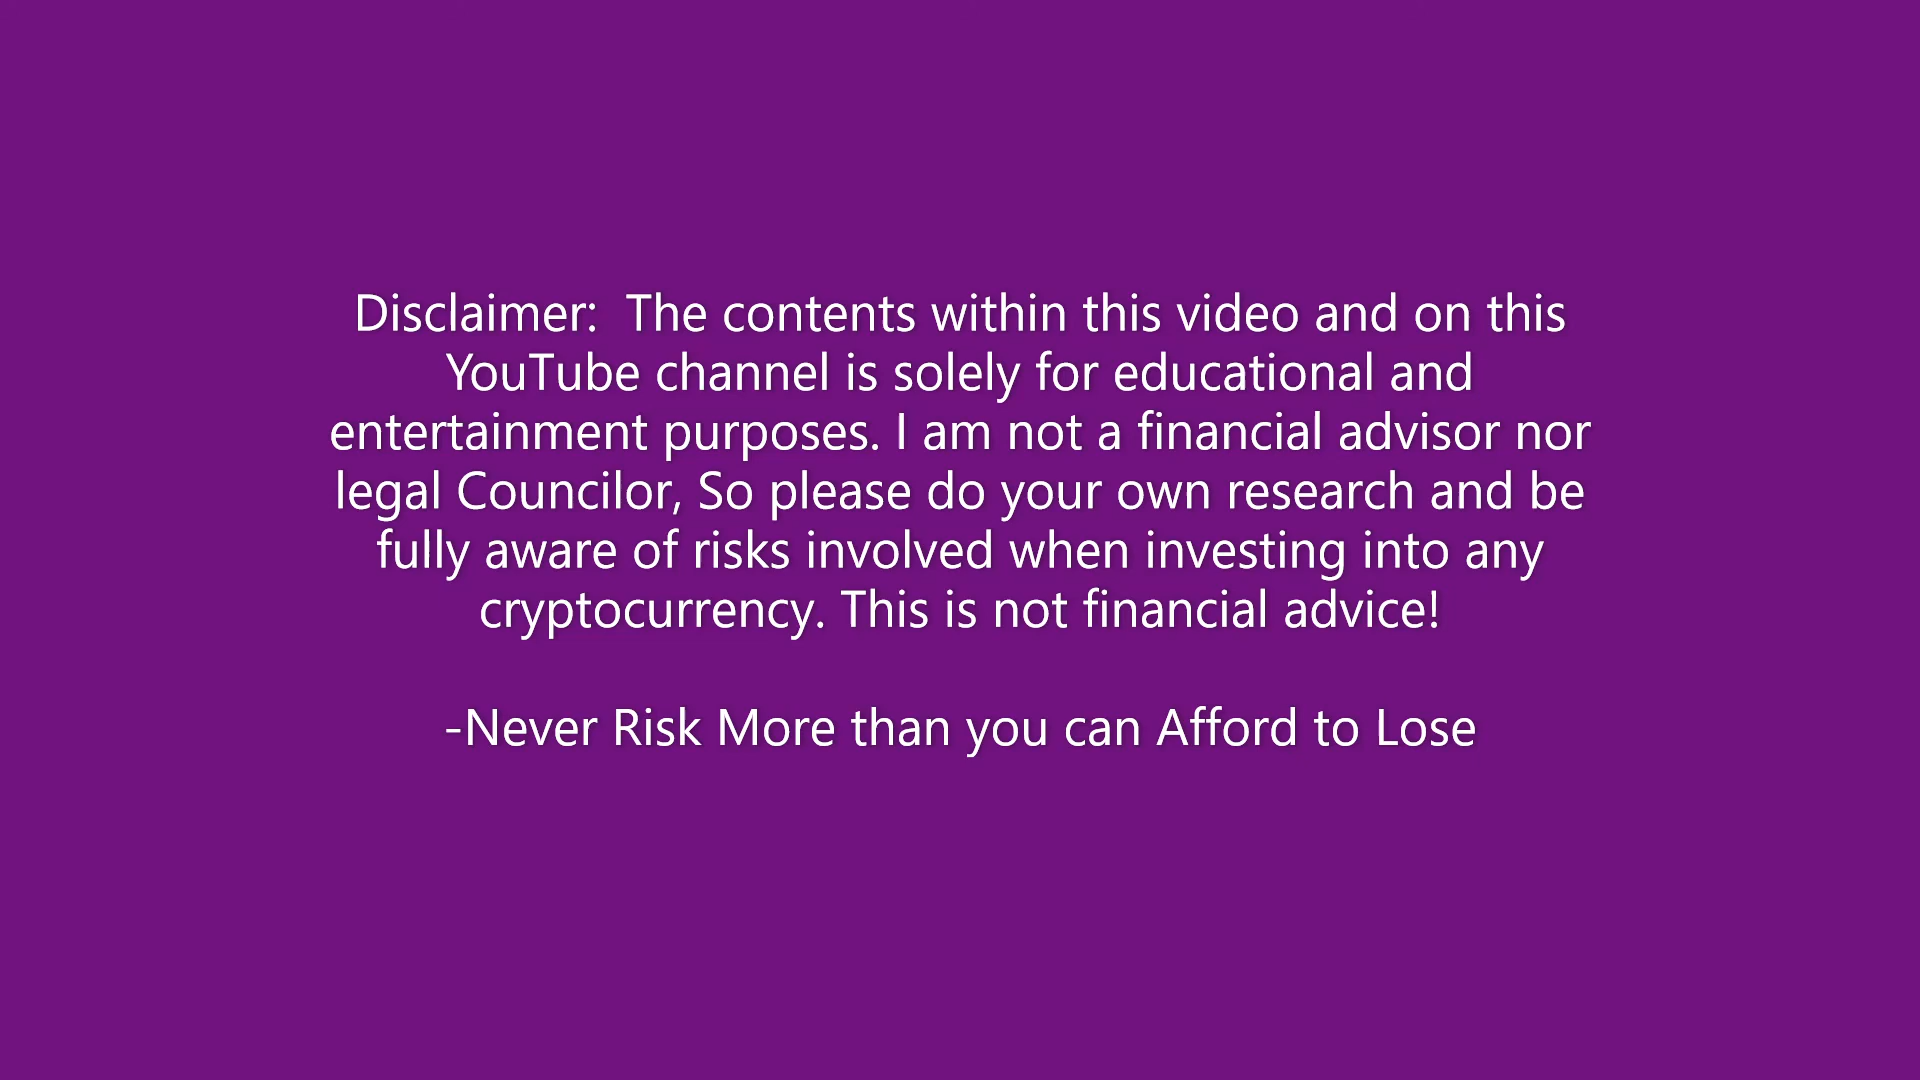 Disclaimer:  The contents within this video and on this
YouTube channel is solely for educational and
entertainment purposes. I am not a financial advisor nor
legal Councilor, So please do your own research and be
fully aware of risks involved when investing into any
cryptocurrency. This is not financial advice!
-Never Risk More than you can Afford to Lose